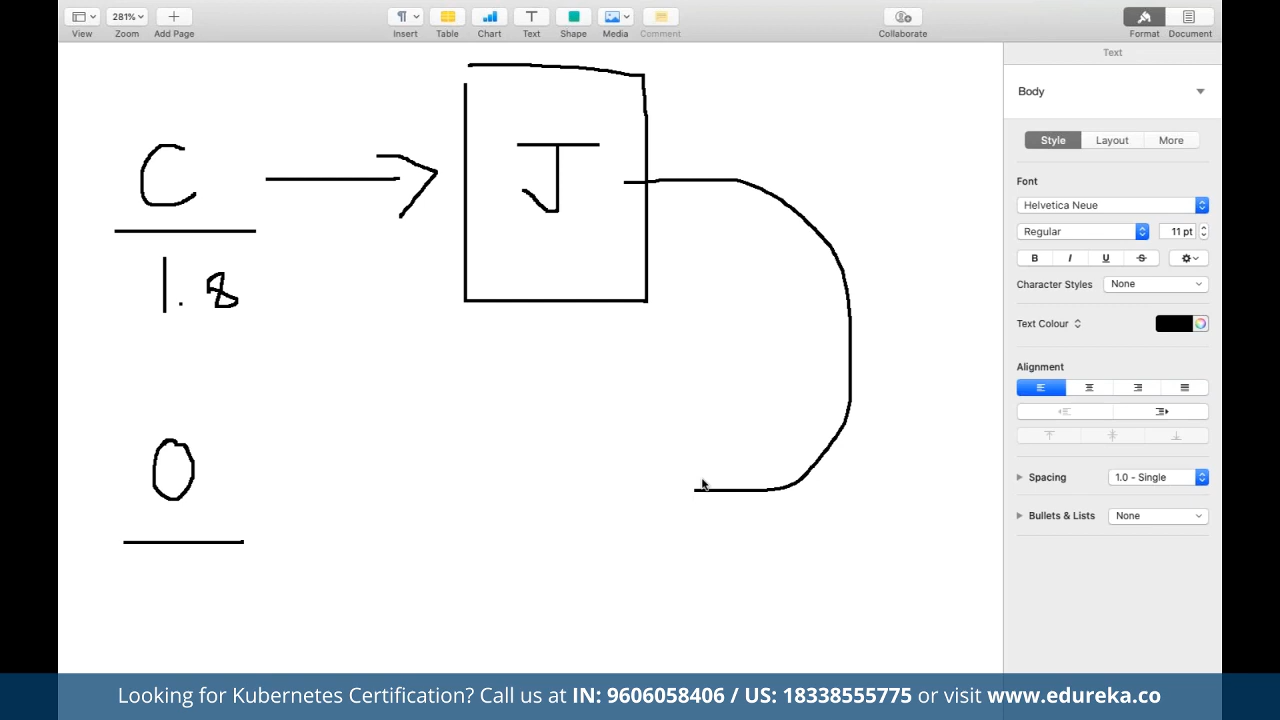 View
281%
Zoom
Add Page
Insert
Table
Chart
Text
Shape
Media
Comment
Collaborate
Format
Document
Text
Body
Style Layout More
Font
Helvetica Neue
Regular 11 pt
B I U S
Character Styles None
Text Colour
Alignment
Spacing 1.0 - Single
Bullets & Lists None
C
J
1.8
0
Looking for Kubernetes Certification? Call us at IN: 9606058406 / US: 18338555775 or visit www.edureka.co